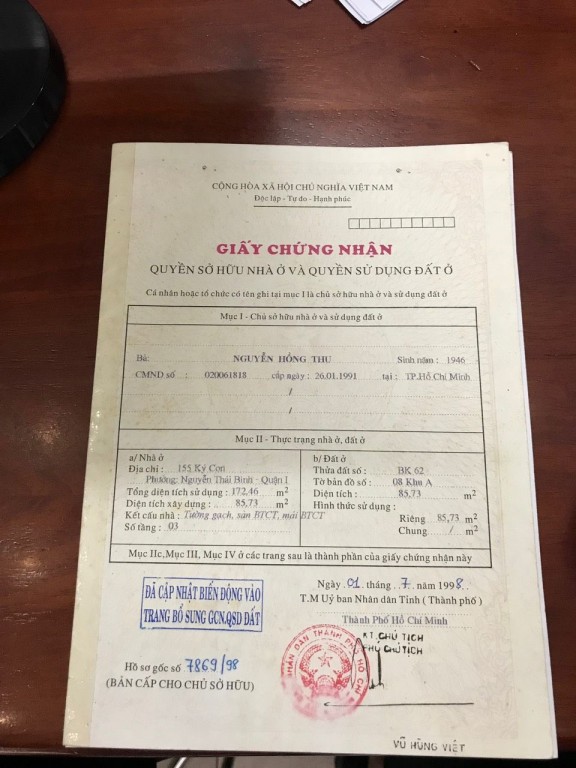 CỘNG HÒA XÃ HỘI CHỦ NGHĨA VIỆT NAM
Độc lập - Tự do - Hạnh phúc
GIẤY CHỨNG NHẬN
QUYỀN SỞ HỮU NHÀ Ở VÀ QUYỀN SỬ DỤNG ĐẤT Ở
Cá nhân hoặc tổ chức có tên ghi tại mục I là chủ sở hữu nhà ở và sử dụng đất ở
Mục I - Chủ sở hữu nhà ở và sử dụng đất ở
Bà: NGUYỄN HỒNG THU Sinh năm : 1946
CMND số : 020061818 cấp ngày : 26.01.1991 tại : TP.Hồ Chí Minh
/
/
Mục II - Thực trạng nhà ở, đất ở
a/ Nhà ở
Địa chỉ : 155 Ký Con
Phường: Nguyễn Thái Bình - Quận 1
Tổng diện tích sử dụng : 172,46 m2
Diện tích xây dựng : 85,73 m2
Kết cấu nhà : Tường gạch, sàn BTCT, mái BTCT
Số tầng : 03
b/ Đất ở
Thửa đất số : BK 62
Tờ bản đồ số : 08 Khu A
Diện tích : 85,73 m2
Hình thức sử dụng :
Riêng 85,73 m2
Chung / m2
Mục IIc, Mục III, Mục IV ở các trang sau là thành phần của giấy chứng nhận này
ĐÃ CẬP NHẬT BIẾN ĐỘNG VÀO
TRANG BỔ SUNG GCN.QSD ĐẤT
Hồ sơ gốc số 7869/98
(BẢN CẤP CHO CHỦ SỞ HỮU)
Ngày 01 tháng 7 năm 1998
T.M Uỷ ban Nhân dân Tỉnh ( Thành phố )
Thành Phố Hồ Chí Minh
KT.CHỦ TỊCH
PHÓ CHỦ TỊCH
VŨ HÙNG VIỆT